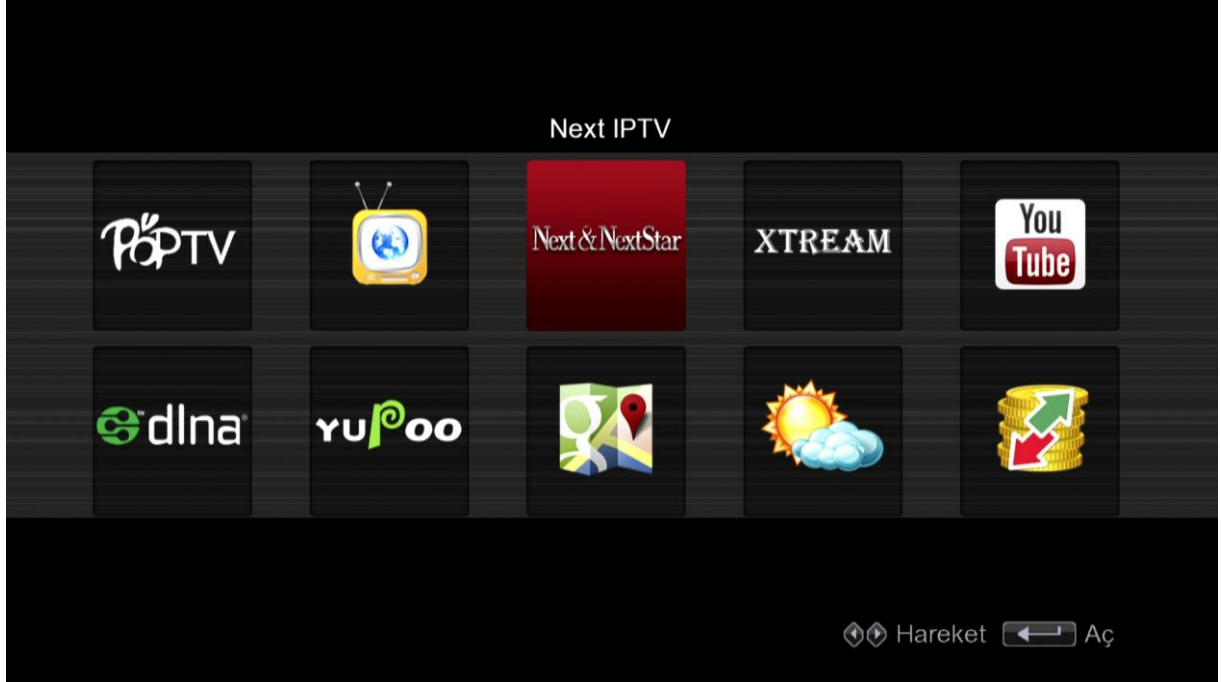 Next IPTV
POPTV
Next & NextStar
XTREAM
You
Tube
dlna
YUPOO
g
Hareket
Aç